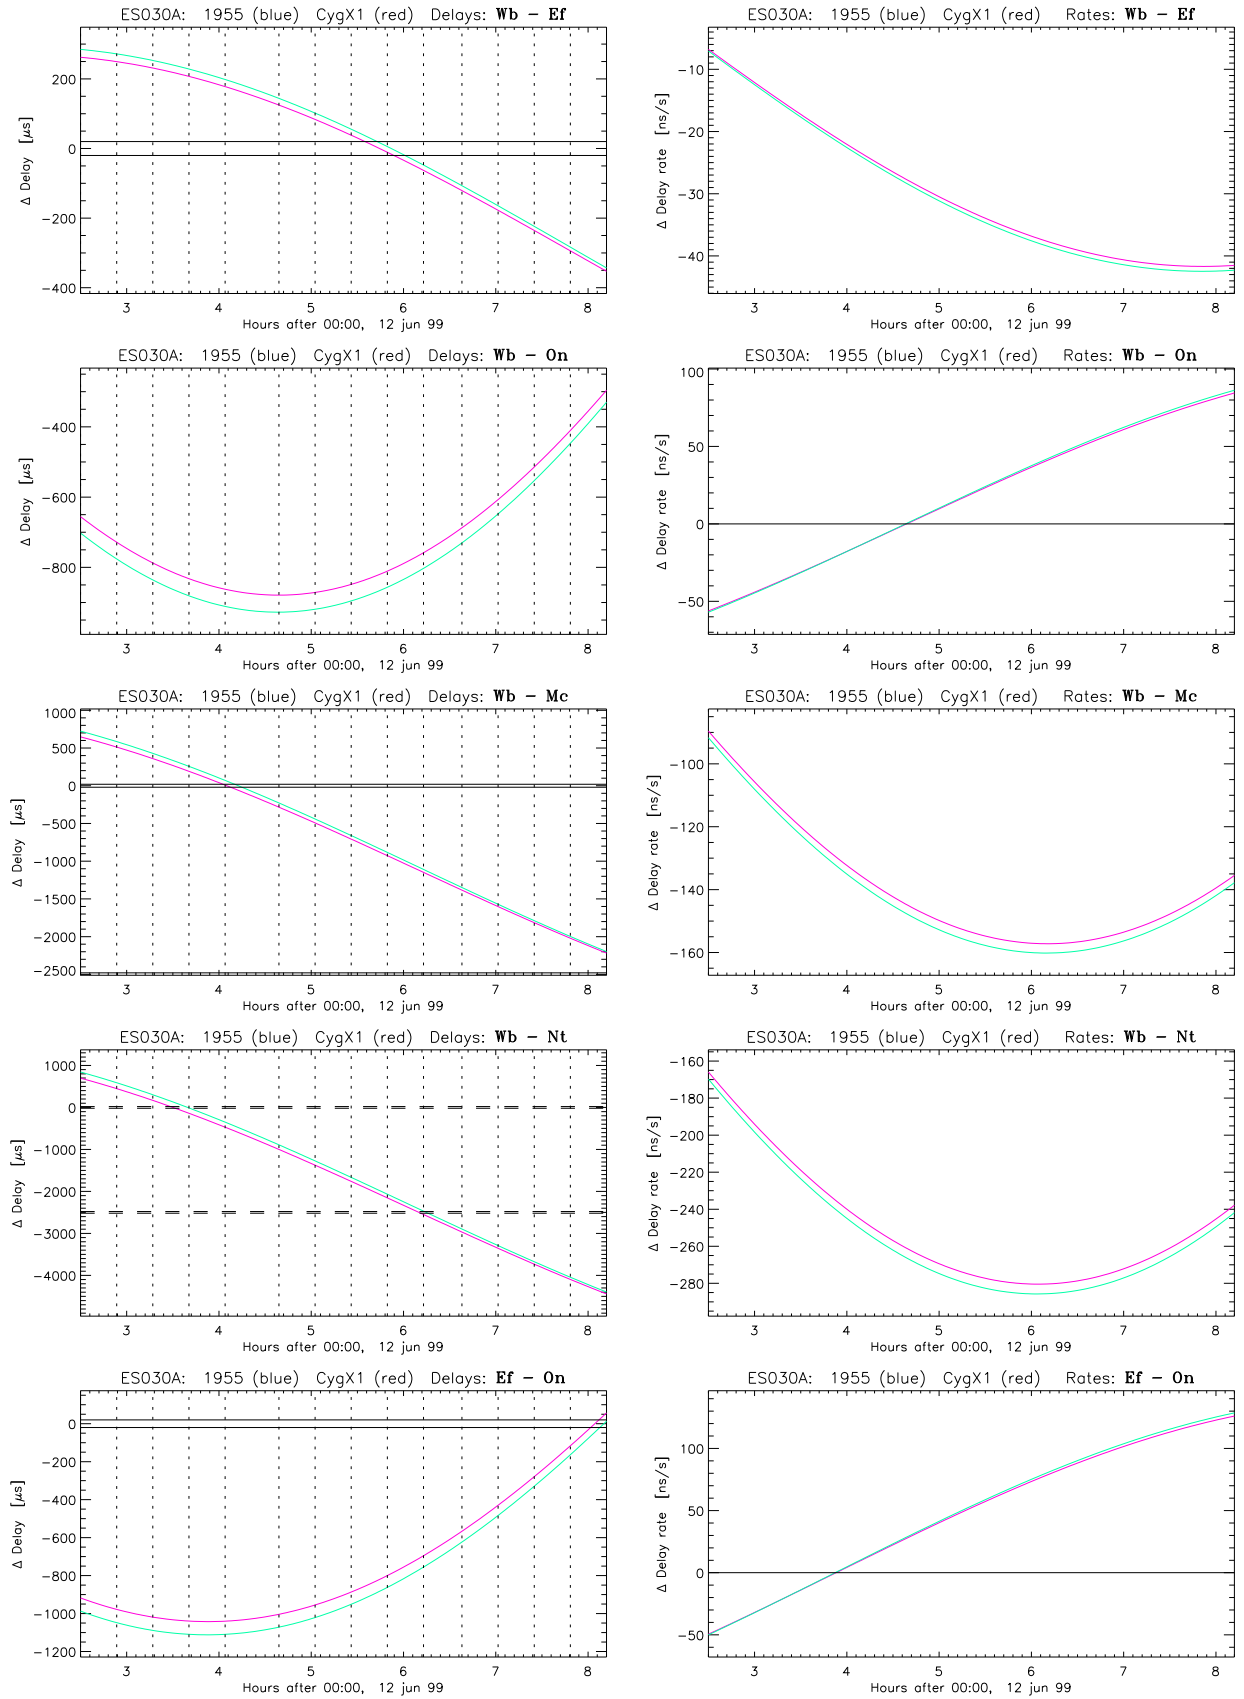 ES030A: 1955 (blue) CygX1 (red) Delays: Wb – Ef
Δ Delay [μs]
200
0
−200
−400
3 4 5 6 7 8
Hours after 00:00, 12 jun 99
ES030A: 1955 (blue) CygX1 (red) Rates: Wb – Ef
Δ Delay rate [ns/s]
−10
−20
−30
−40
3 4 5 6 7 8
Hours after 00:00, 12 jun 99
ES030A: 1955 (blue) CygX1 (red) Delays: Wb – On
Δ Delay [μs]
−400
−600
−800
3 4 5 6 7 8
Hours after 00:00, 12 jun 99
ES030A: 1955 (blue) CygX1 (red) Rates: Wb – On
Δ Delay rate [ns/s]
100
50
0
−50
3 4 5 6 7 8
Hours after 00:00, 12 jun 99
ES030A: 1955 (blue) CygX1 (red) Delays: Wb – Mc
Δ Delay [μs]
1000
500
0
−500
−1000
−1500
−2000
−2500
3 4 5 6 7 8
Hours after 00:00, 12 jun 99
ES030A: 1955 (blue) CygX1 (red) Rates: Wb – Mc
Δ Delay rate [ns/s]
−100
−120
−140
−160
3 4 5 6 7 8
Hours after 00:00, 12 jun 99
ES030A: 1955 (blue) CygX1 (red) Delays: Wb – Nt
Δ Delay [μs]
1000
0
−1000
−2000
−3000
−4000
3 4 5 6 7 8
Hours after 00:00, 12 jun 99
ES030A: 1955 (blue) CygX1 (red) Rates: Wb – Nt
Δ Delay rate [ns/s]
−160
−180
−200
−220
−240
−260
−280
3 4 5 6 7 8
Hours after 00:00, 12 jun 99
ES030A: 1955 (blue) CygX1 (red) Delays: Ef – On
Δ Delay [μs]
0
−200
−400
−600
−800
−1000
−1200
3 4 5 6 7 8
Hours after 00:00, 12 jun 99
ES030A: 1955 (blue) CygX1 (red) Rates: Ef – On
Δ Delay rate [ns/s]
100
50
0
−50
3 4 5 6 7 8
Hours after 00:00, 12 jun 99